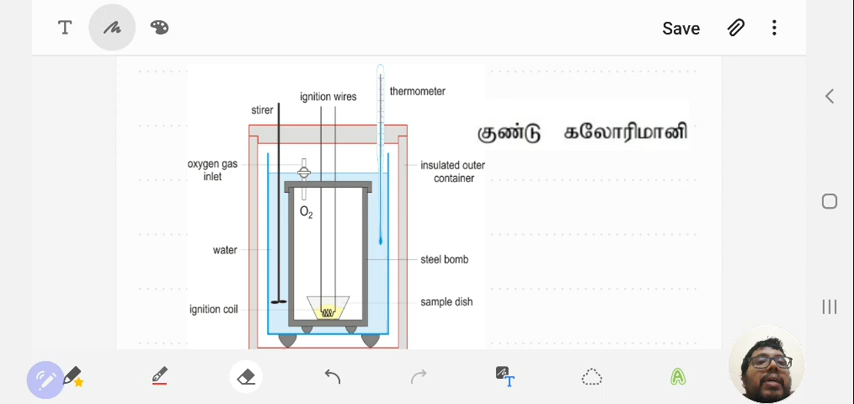 T
Save
thermometer
ignition wires
stirer
குண்டு கலோரிமானி
oxygen gas
inlet
insulated outer
container
O₂
water
steel bomb
sample dish
ignition coil
T
A